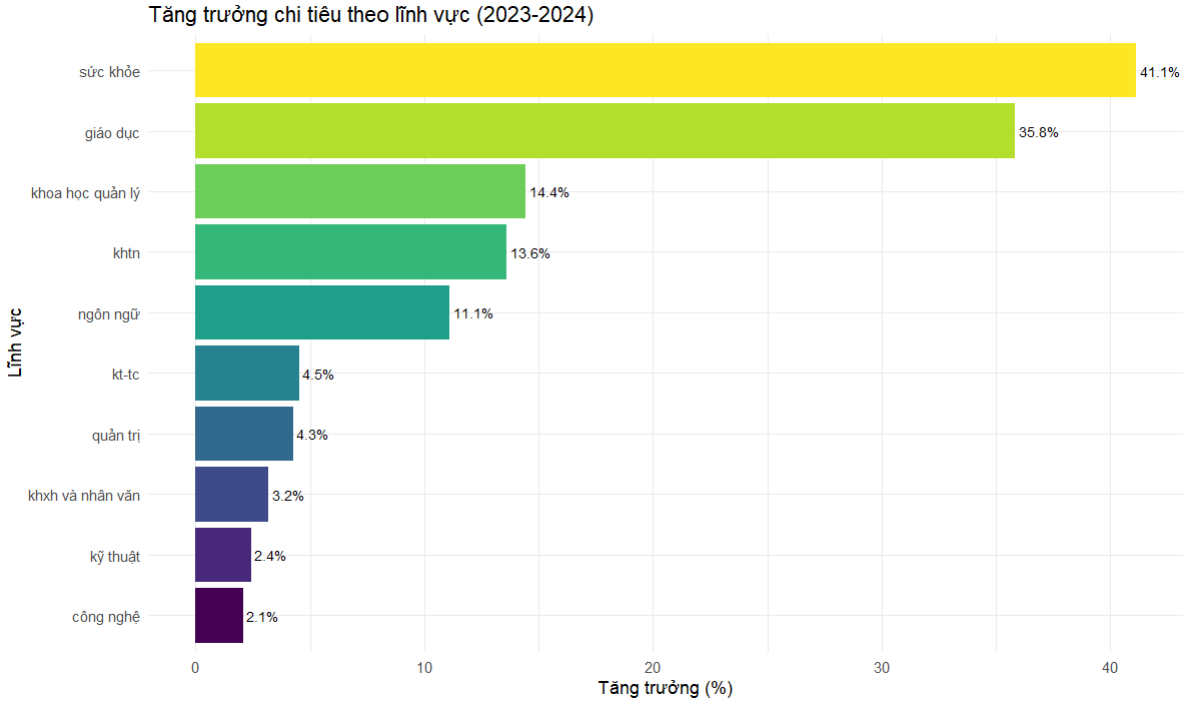 Tăng trưởng chi tiêu theo lĩnh vực (2023-2024)
Lĩnh vực
sức khỏe 41.1%
giáo dục 35.8%
khoa học quản lý 14.4%
khtn 13.6%
ngôn ngữ 11.1%
kt-tc 4.5%
quản trị 4.3%
khxh và nhân văn 3.2%
kỹ thuật 2.4%
công nghệ 2.1%
0 10 20 30 40
Tăng trưởng (%)